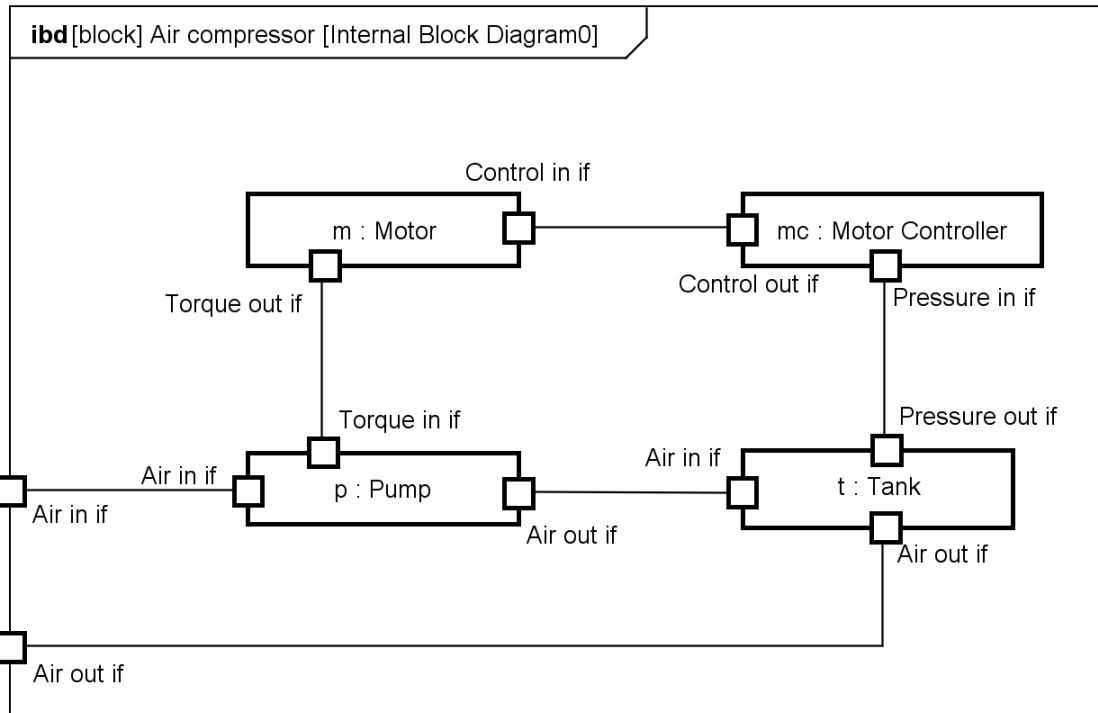 ibd [block] Air compressor [Internal Block Diagram0]
Control in if
m : Motor
mc : Motor Controller
Control out if
Torque out if
Pressure in if
Torque in if
Pressure out if
Air in if
Air in if
p : Pump
t : Tank
Air in if
Air out if
Air out if
Air out if